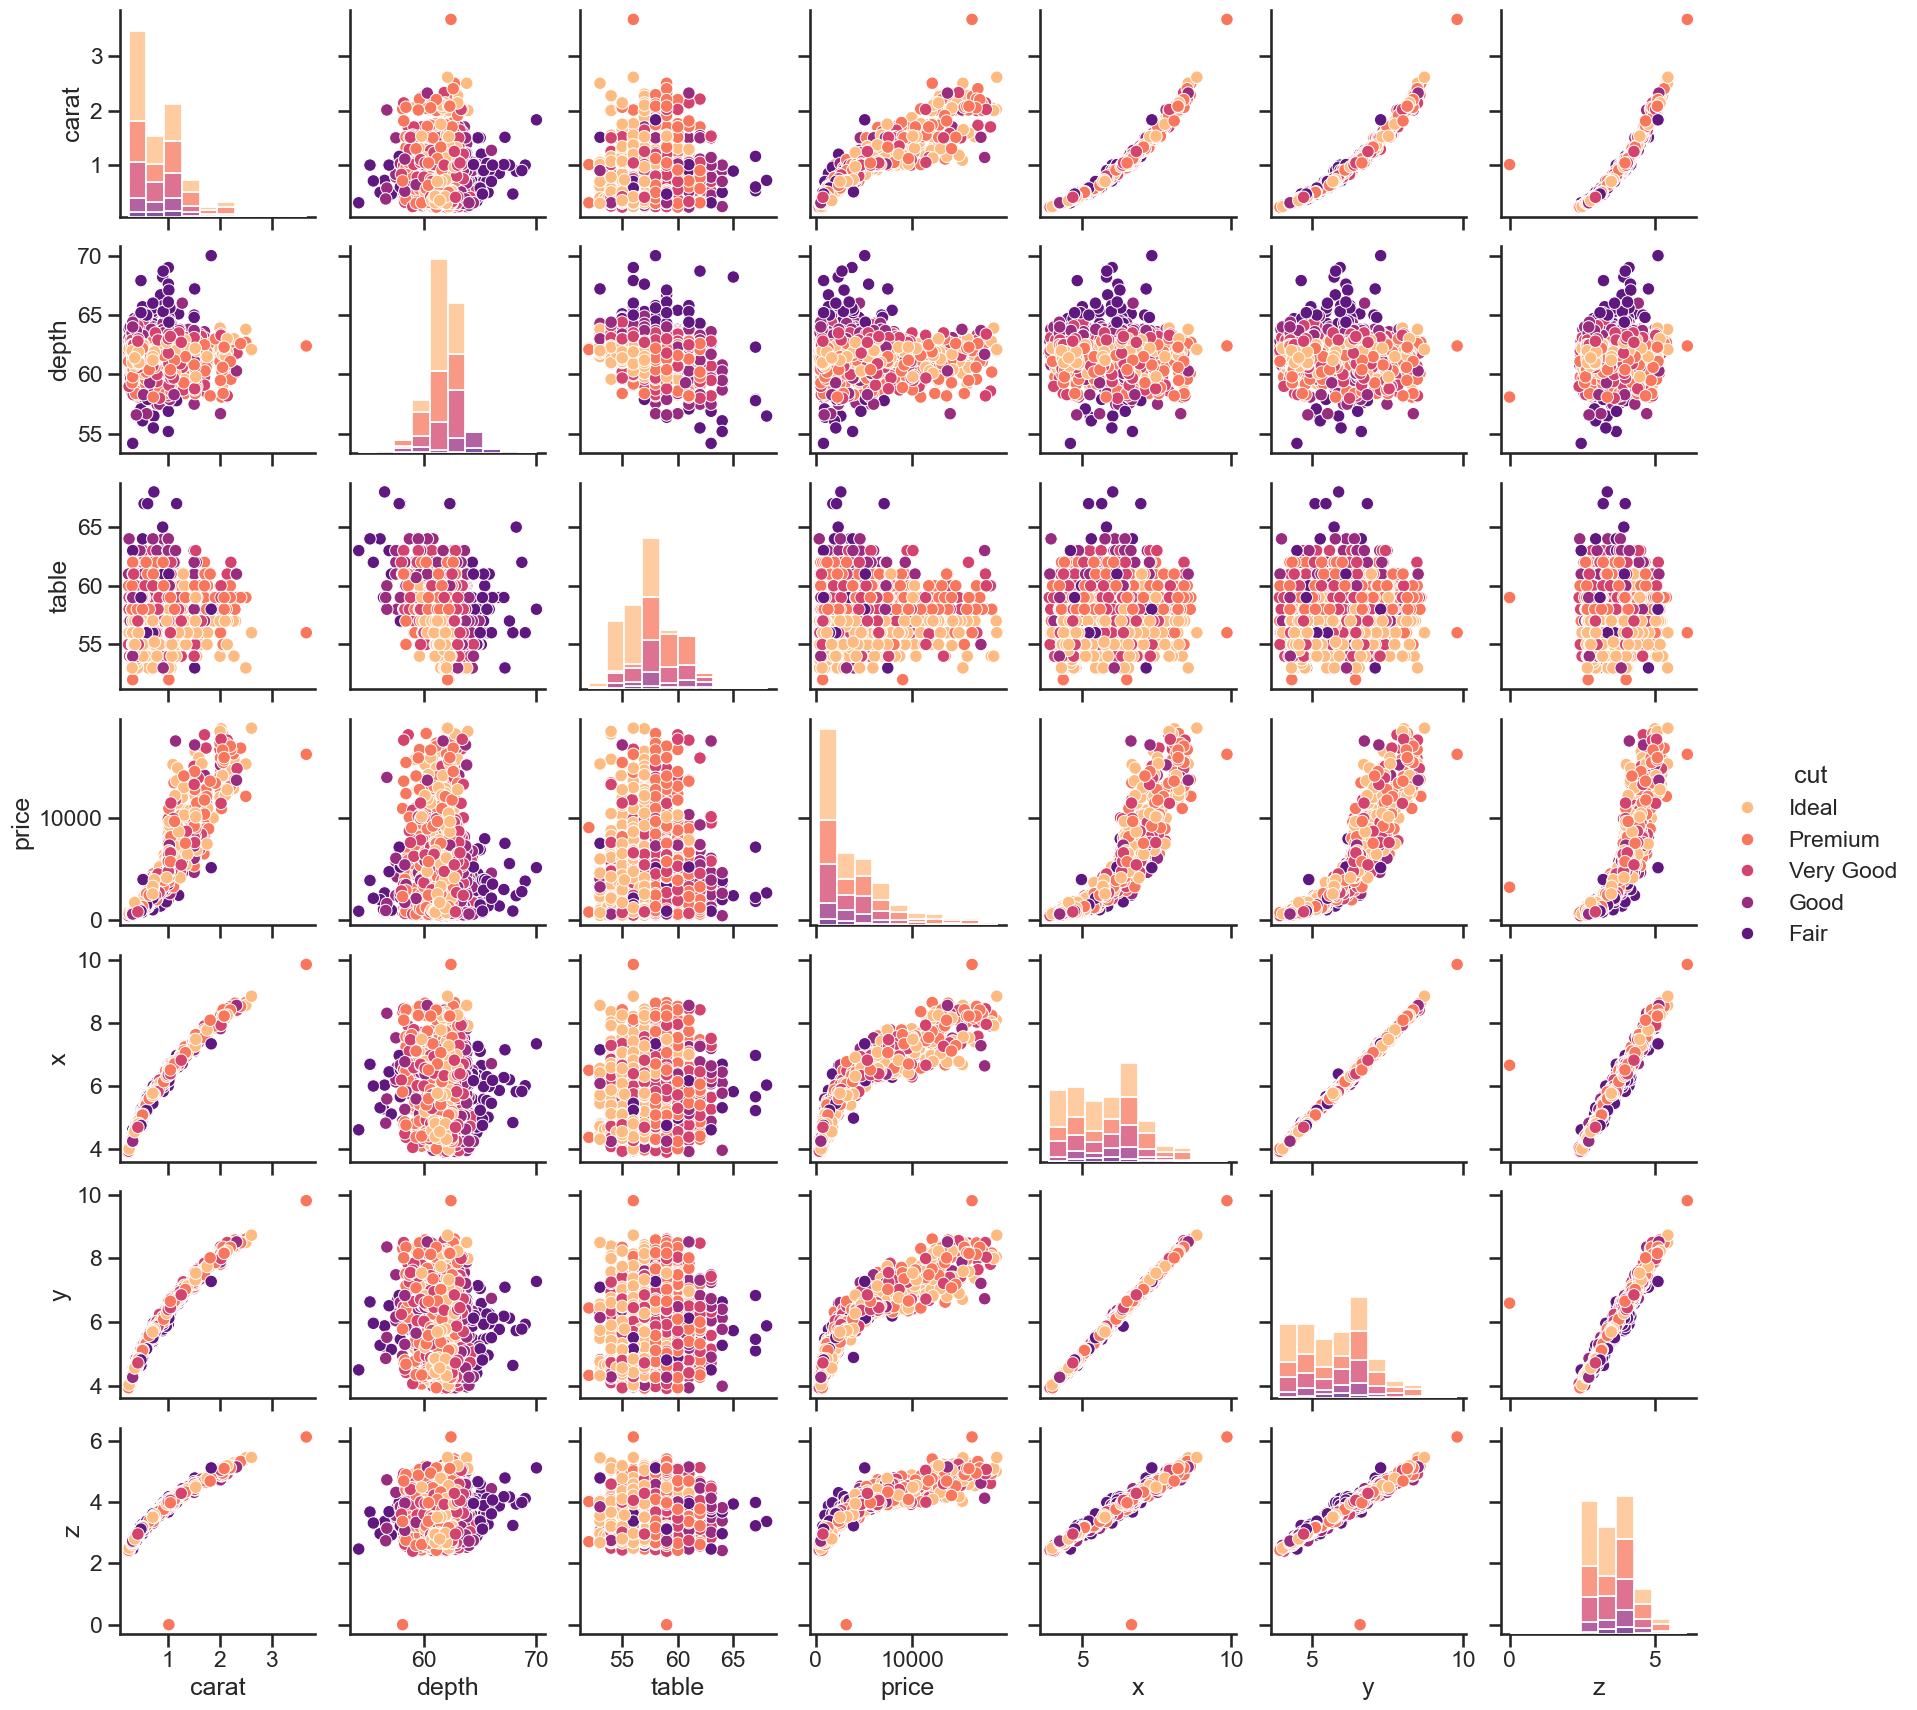 carat
3
2
1
depth
70
65
60
55
table
65
60
55
price
10000
0
x
10
8
6
4
y
10
8
6
4
z
6
4
2
0
1 2 3
60 70
55 60 65
0 10000
5 10
5 10
0 5
carat depth table price x y z
cut
Ideal
Premium
Very Good
Good
Fair